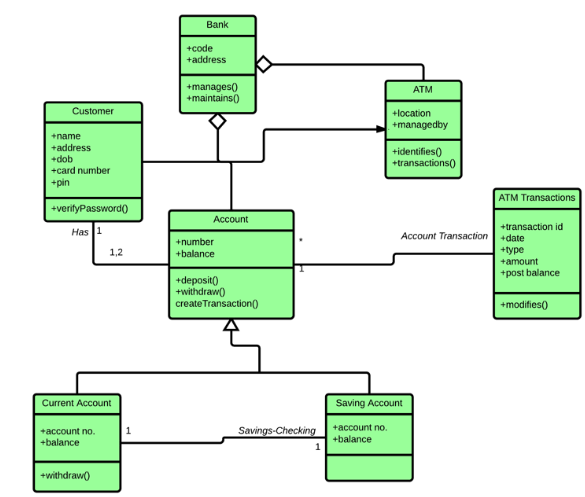 Bank
+code
+address
+manages()
+maintains()
ATM
+location
+managedby
+identifies()
+transactions()
Customer
+name
+address
+dob
+card number
+pin
+verifyPassword()
Has
1
1,2
Account
+number
+balance
+deposit()
+withdraw()
createTransaction()
*
1
Account Transaction
ATM Transactions
+transaction id
+date
+type
+amount
+post balance
+modifies()
Current Account
+account no.
+balance
+withdraw()
1
Savings-Checking
1
Saving Account
+account no.
+balance